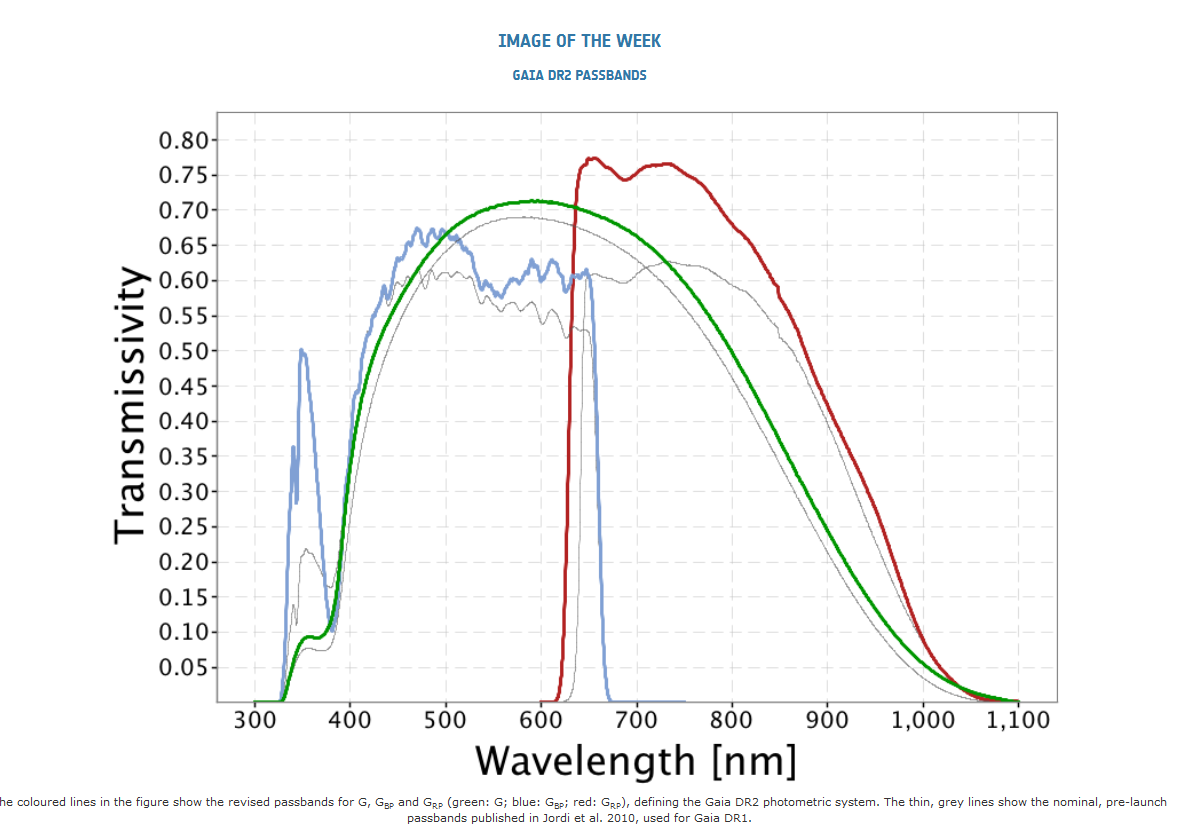 IMAGE OF THE WEEK
GAIA DR2 PASSBANDS
Transmissivity
0.80
0.75
0.70
0.65
0.60
0.55
0.50
0.45
0.40
0.35
0.30
0.25
0.20
0.15
0.10
0.05
300 400 500 600 700 800 900 1,000 1,100
Wavelength [nm]
he coloured lines in the figure show the revised passbands for G, G_BP and G_RP (green: G; blue: G_BP; red: G_RP), defining the Gaia DR2 photometric system. The thin, grey lines show the nominal, pre-launch
passbands published in Jordi et al. 2010, used for Gaia DR1.